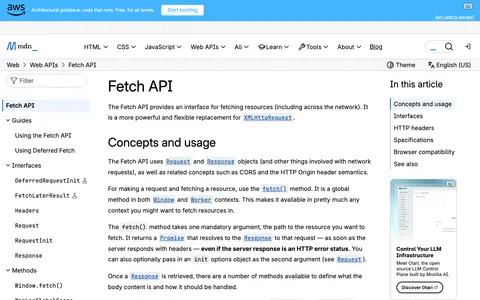 aws
Architectural guidance, code that runs. Free, for all levels.
Start building
AD
Don't want to see ads?
mdn_
HTML
CSS
JavaScript
Web APIs
All
Learn
Tools
About
Blog
Web
Web APIs
Fetch API
Theme
English (US)
Filter
Fetch API
Guides
Using the Fetch API
Using Deferred Fetch
Interfaces
DeferredRequestInit
FetchLaterResult
Headers
Request
RequestInit
Response
Methods
Window.fetch()
Fetch API
The Fetch API provides an interface for fetching resources (including across the network). It
is a more powerful and flexible replacement for XMLHttpRequest.
Concepts and usage
The Fetch API uses Request and Response objects (and other things involved with network
requests), as well as related concepts such as CORS and the HTTP Origin header semantics.
For making a request and fetching a resource, use the fetch() method. It is a global
method in both Window and Worker contexts. This makes it available in pretty much any
context you might want to fetch resources in.
The fetch() method takes one mandatory argument, the path to the resource you want to
fetch. It returns a Promise that resolves to the Response to that request — as soon as the
server responds with headers — even if the server response is an HTTP error status. You
can also optionally pass in an init options object as the second argument (see Request).
Once a Response is retrieved, there are a number of methods available to define what the
body content is and how it should be handled.
In this article
Concepts and usage
Interfaces
HTTP headers
Specifications
Browser compatibility
See also
Control Your LLM
Infrastructure
Meet Otari, the open
source LLM Control
Plane built by Mozilla.ai
Discover Otari